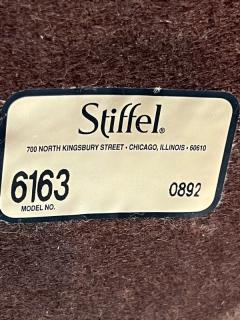 Stiffel®
700 NORTH KINGSBURY STREET • CHICAGO, ILLINOIS • 60610
6163 0892
MODEL NO.